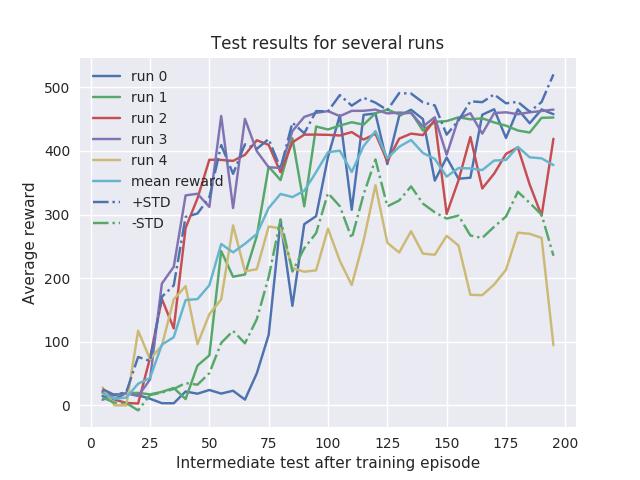 Test results for several runs
500
400
300
200
100
0
run 0
run 1
run 2
run 3
run 4
mean reward
+STD
-STD
Average reward
0
25
50
75
100
125
150
175
200
Intermediate test after training episode